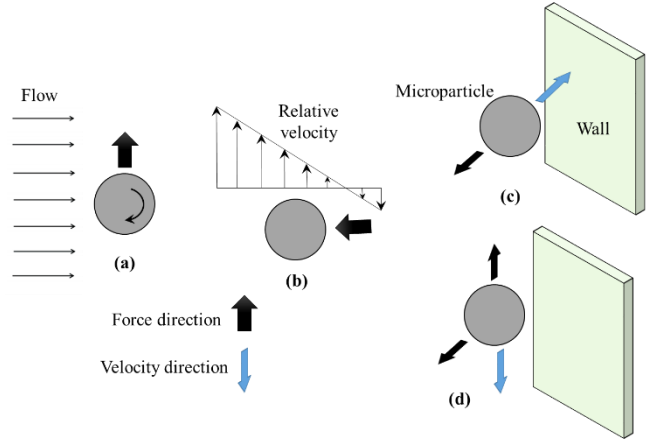 Flow
(a)
Relative
velocity
(b)
Microparticle
Wall
(c)
Force direction
Velocity direction
(d)